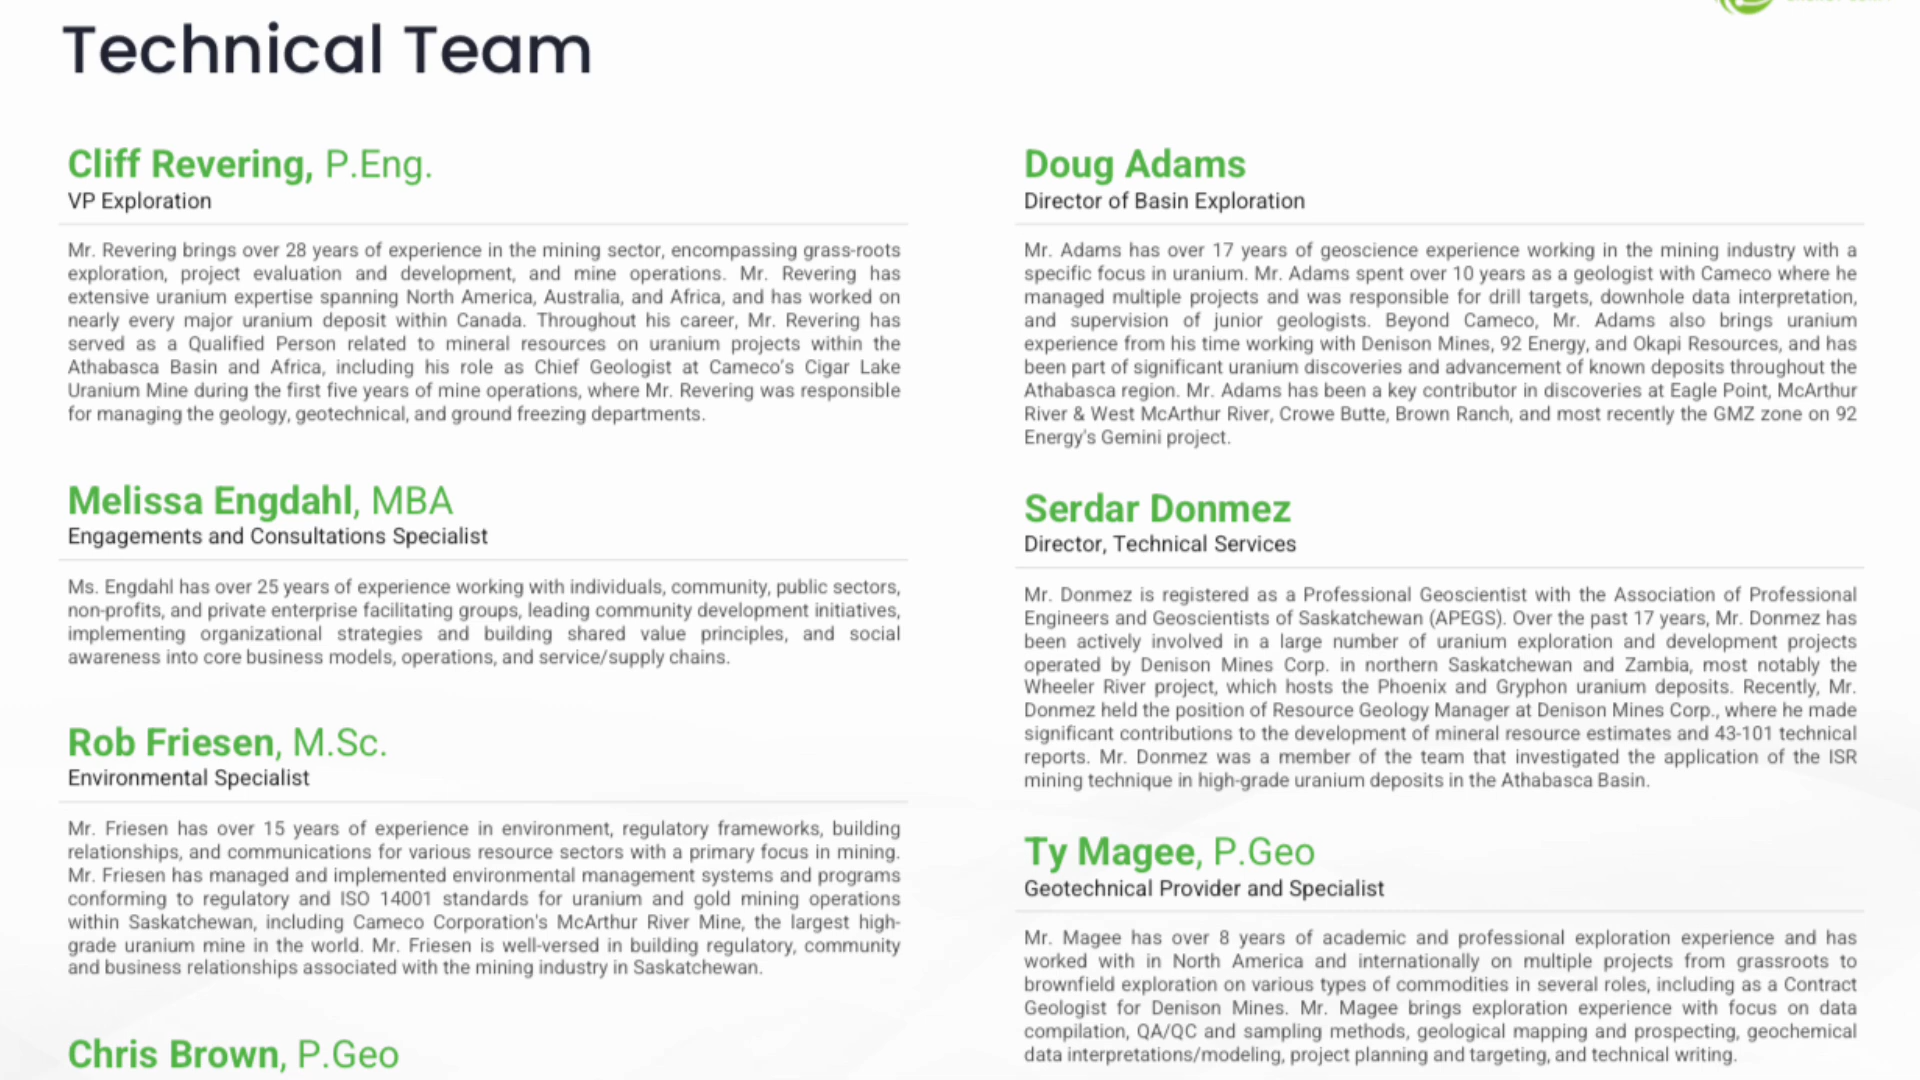 Technical Team
Cliff Revering, P.Eng.
VP Exploration
Mr. Revering brings over 28 years of experience in the mining sector, encompassing grass-roots
exploration, project evaluation and development, and mine operations. Mr. Revering has
extensive uranium expertise spanning North America, Australia, and Africa, and has worked on
nearly every major uranium deposit within Canada. Throughout his career, Mr. Revering has
served as a Qualified Person related to mineral resources on uranium projects within the
Athabasca Basin and Africa, including his role as Chief Geologist at Cameco's Cigar Lake
Uranium Mine during the first five years of mine operations, where Mr. Revering was responsible
for managing the geology, geotechnical, and ground freezing departments.
Melissa Engdahl, MBA
Engagements and Consultations Specialist
Ms. Engdahl has over 25 years of experience working with individuals, community, public sectors,
non-profits, and private enterprise facilitating groups, leading community development initiatives,
implementing organizational strategies and building shared value principles, and social
awareness into core business models, operations, and service/supply chains.
Rob Friesen, M.Sc.
Environmental Specialist
Mr. Friesen has over 15 years of experience in environment, regulatory frameworks, building
relationships, and communications for various resource sectors with a primary focus in mining.
Mr. Friesen has managed and implemented environmental management systems and programs
conforming to regulatory and ISO 14001 standards for uranium and gold mining operations
within Saskatchewan, including Cameco Corporation's McArthur River Mine, the largest high-
grade uranium mine in the world. Mr. Friesen is well-versed in building regulatory, community
and business relationships associated with the mining industry in Saskatchewan.
Chris Brown, P.Geo
Doug Adams
Director of Basin Exploration
Mr. Adams has over 17 years of geoscience experience working in the mining industry with a
specific focus in uranium. Mr. Adams spent over 10 years as a geologist with Cameco where he
managed multiple projects and was responsible for drill targets, downhole data interpretation,
and supervision of junior geologists. Beyond Cameco, Mr. Adams also brings uranium
experience from his time working with Denison Mines, 92 Energy, and Okapi Resources, and has
been part of significant uranium discoveries and advancement of known deposits throughout the
Athabasca region. Mr. Adams has been a key contributor in discoveries at Eagle Point, McArthur
River & West McArthur River, Crowe Butte, Brown Ranch, and most recently the GMZ zone on 92
Energy's Gemini project.
Serdar Donmez
Director, Technical Services
Mr. Donmez is registered as a Professional Geoscientist with the Association of Professional
Engineers and Geoscientists of Saskatchewan (APEGS). Over the past 17 years, Mr. Donmez has
been actively involved in a large number of uranium exploration and development projects
operated by Denison Mines Corp. in northern Saskatchewan and Zambia, most notably the
Wheeler River project, which hosts the Phoenix and Gryphon uranium deposits. Recently, Mr.
Donmez held the position of Resource Geology Manager at Denison Mines Corp., where he made
significant contributions to the development of mineral resource estimates and 43-101 technical
reports. Mr. Donmez was a member of the team that investigated the application of the ISR
mining technique in high-grade uranium deposits in the Athabasca Basin.
Ty Magee, P.Geo
Geotechnical Provider and Specialist
Mr. Magee has over 8 years of academic and professional exploration experience and has
worked with in North America and internationally on multiple projects from grassroots to
brownfield exploration on various types of commodities in several roles, including as a Contract
Geologist for Denison Mines. Mr. Magee brings exploration experience with focus on data
compilation, QA/QC and sampling methods, geological mapping and prospecting, geochemical
data interpretations/modeling, project planning and targeting, and technical writing.